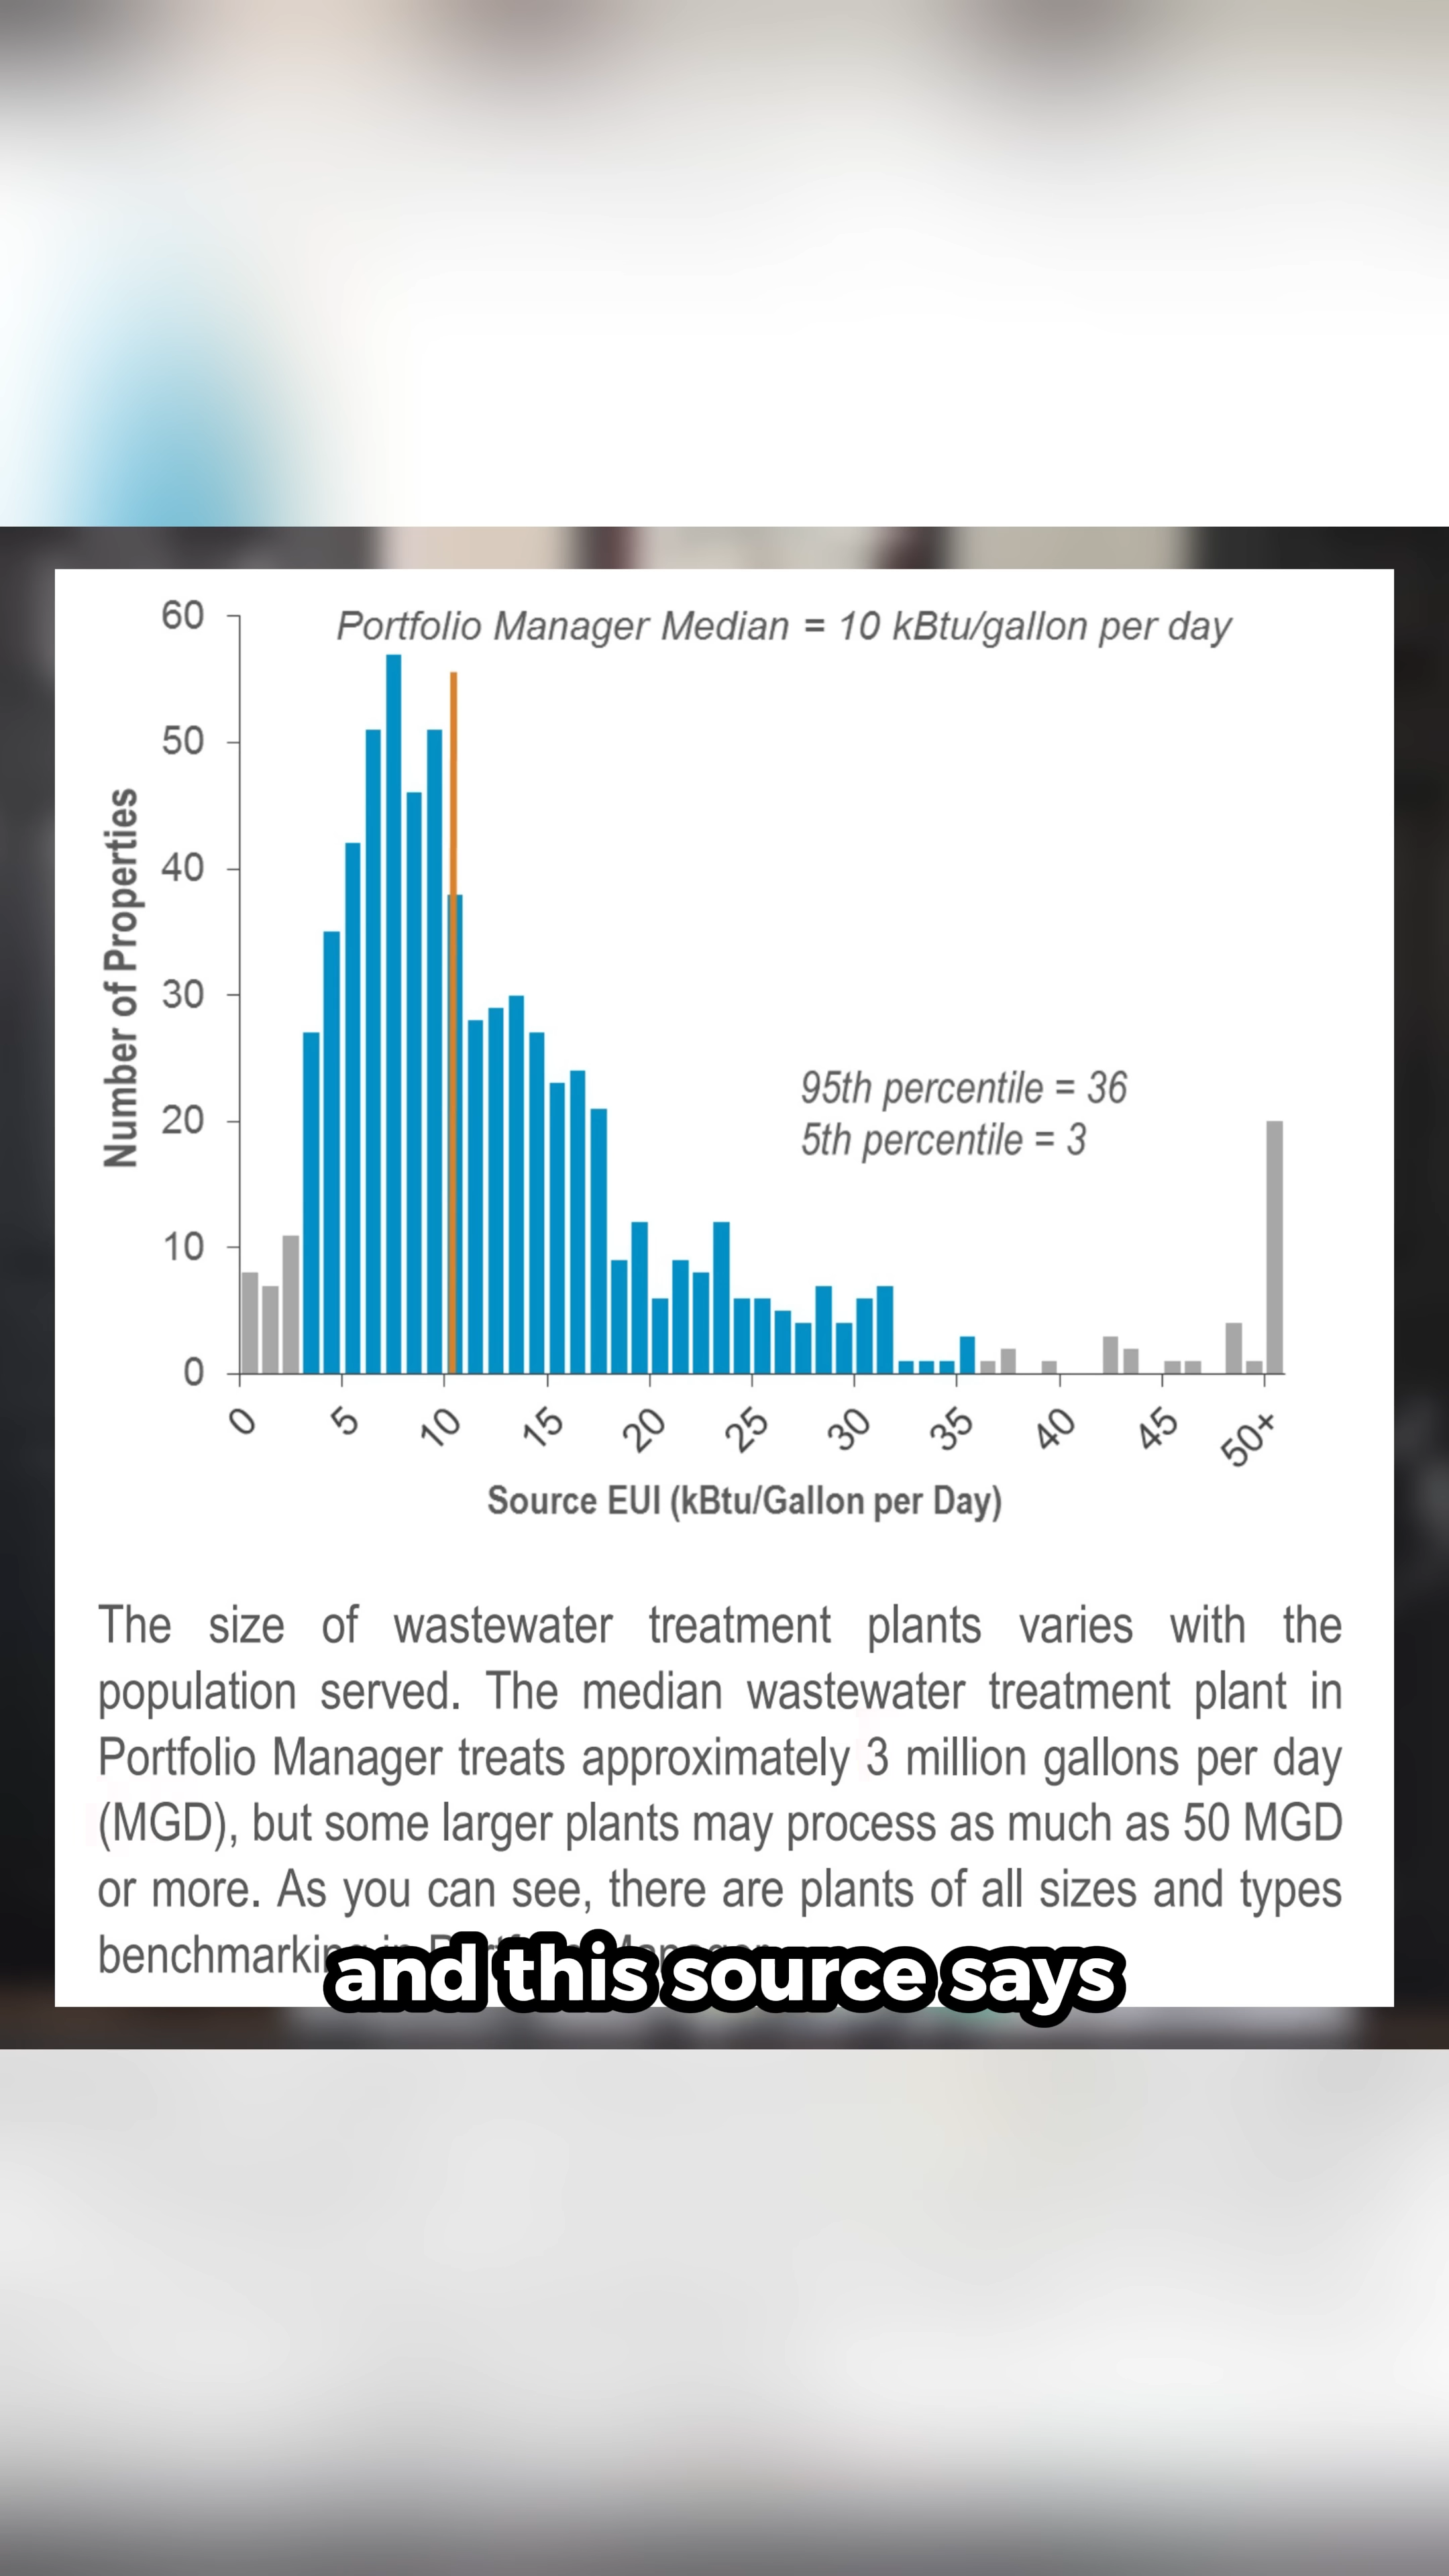 Portfolio Manager Median = 10 kBtu/gallon per day
60
50
40
30
20
10
0
Number of Properties
95th percentile = 36
5th percentile = 3
0 5 10 15 20 25 30 35 40 45 50+
Source EUI (kBtu/Gallon per Day)
The size of wastewater treatment plants varies with the
population served. The median wastewater treatment plant in
Portfolio Manager treats approximately 3 million gallons per day
(MGD), but some larger plants may process as much as 50 MGD
or more. As you can see, there are plants of all sizes and types
benchmarking in Portfolio Manager
and this source says